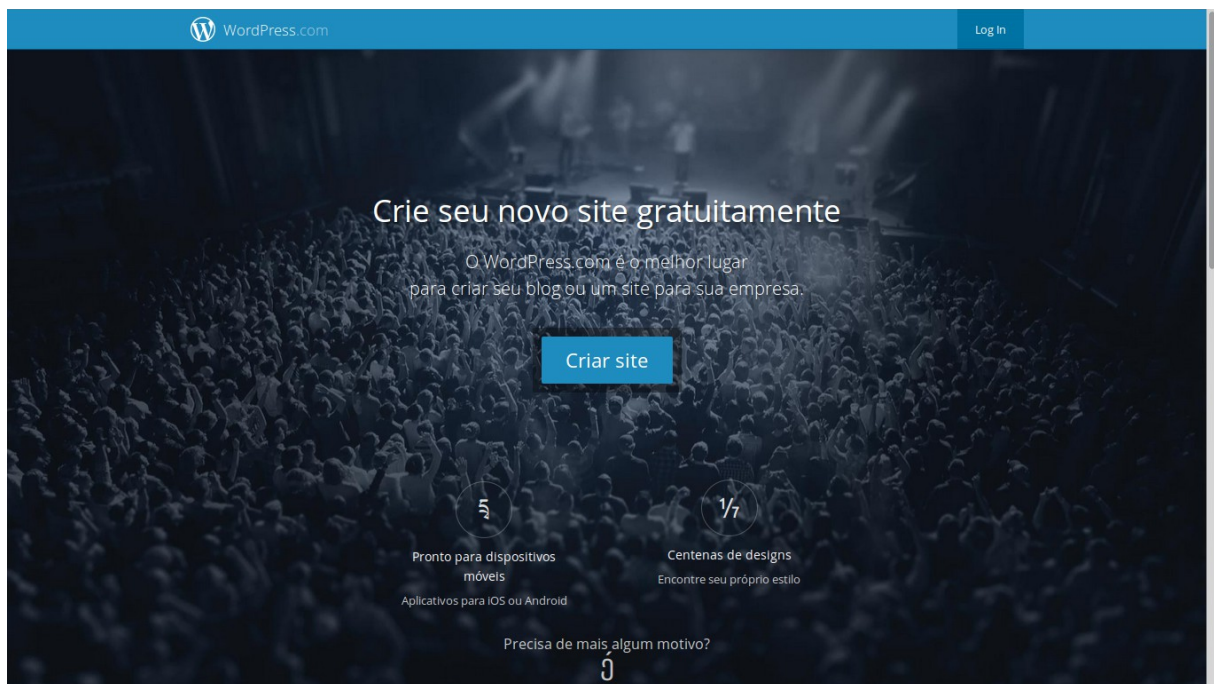 WordPress.com
Log In
Crie seu novo site gratuitamente
O WordPress.com é o melhor lugar
para criar seu blog ou um site para sua empresa.
Criar site
⅐
Pronto para dispositivos
móveis
Aplicativos para iOS ou Android
Centenas de designs
Encontre seu próprio estilo
Precisa de mais algum motivo?